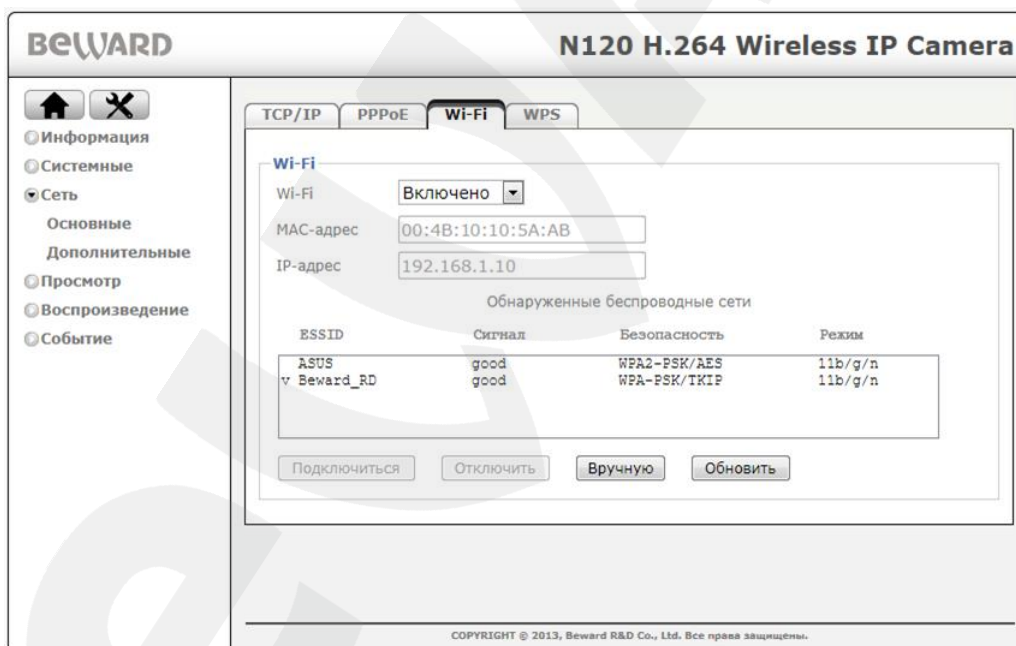 BEWARD
N120 H.264 Wireless IP Camera
Информация
Системные
Сеть
Основные
Дополнительные
Просмотр
Воспроизведение
Событие
TCP/IP PPPoE Wi-Fi WPS
Wi-Fi
Wi-Fi Включено
MAC-адрес 00:4B:10:10:5A:AB
IP-адрес 192.168.1.10
Обнаруженные беспроводные сети
ESSID Сигнал Безопасность Режим
ASUS good WPA2-PSK/AES 11b/g/n
v Beward_RD good WPA-PSK/TKIP 11b/g/n
Подключиться Отключить Вручную Обновить
COPYRIGHT © 2013, Beward R&D Co., Ltd. Все права защищены.